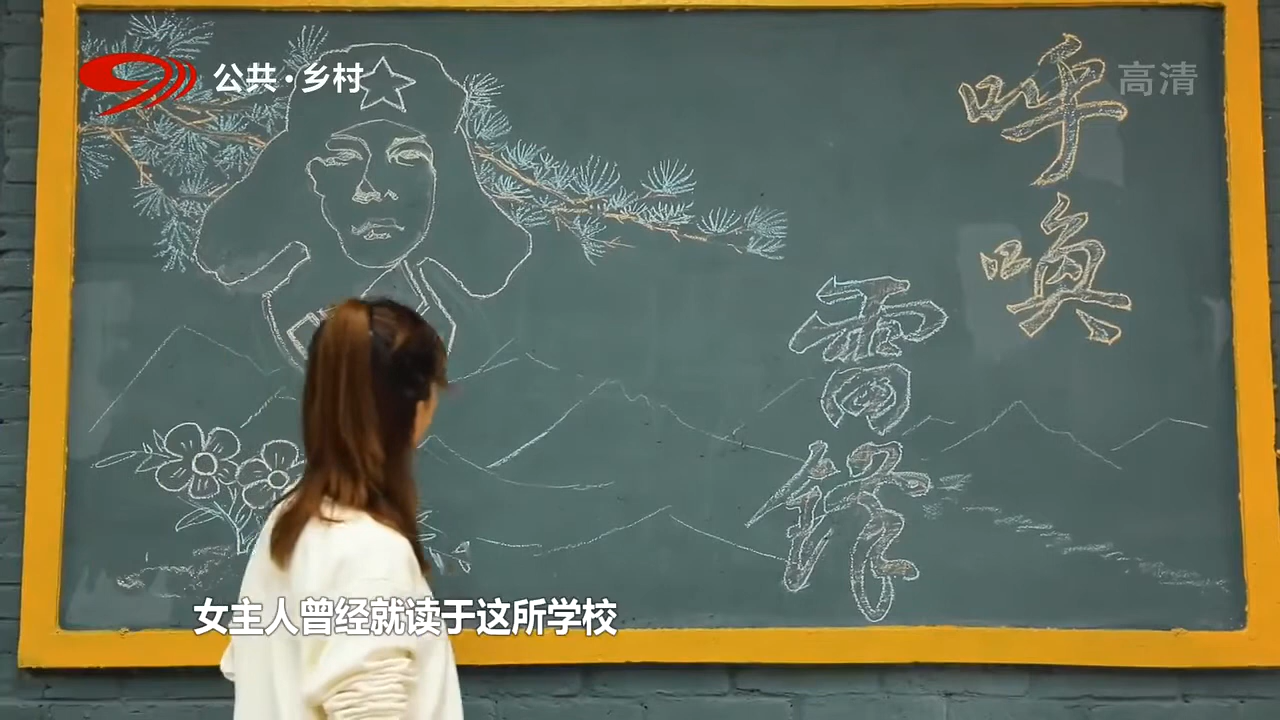 公共·乡村
高清
呼唤
雷锋
女主人曾经就读于这所学校